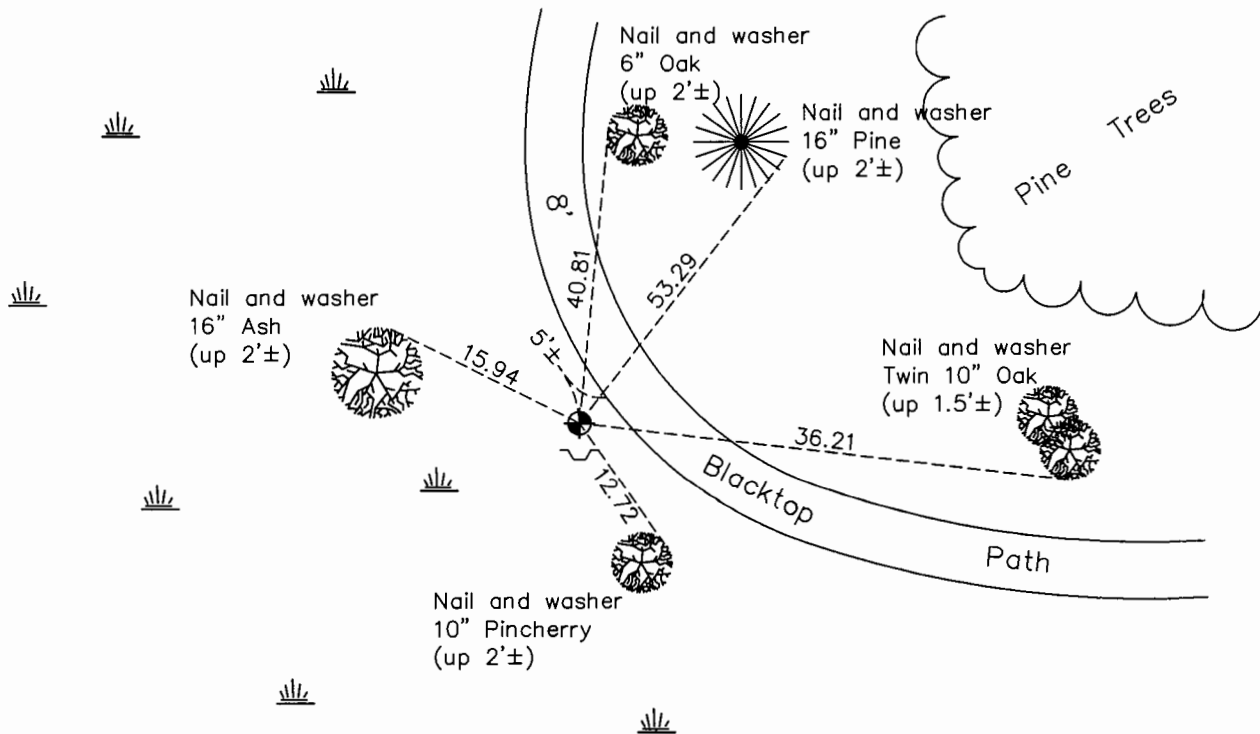 Nail and washer
6" Oak
(up 2'±)
Nail and washer
16" Pine
(up 2'±)
Pine Trees
8'
40.81
53.29
Nail and washer
16" Ash
(up 2'±)
15.94
5'±
Nail and washer
Twin 10" Oak
(up 1.5'±)
36.21
12.72
Blacktop Path
Nail and washer
10" Pincherry
(up 2'±)